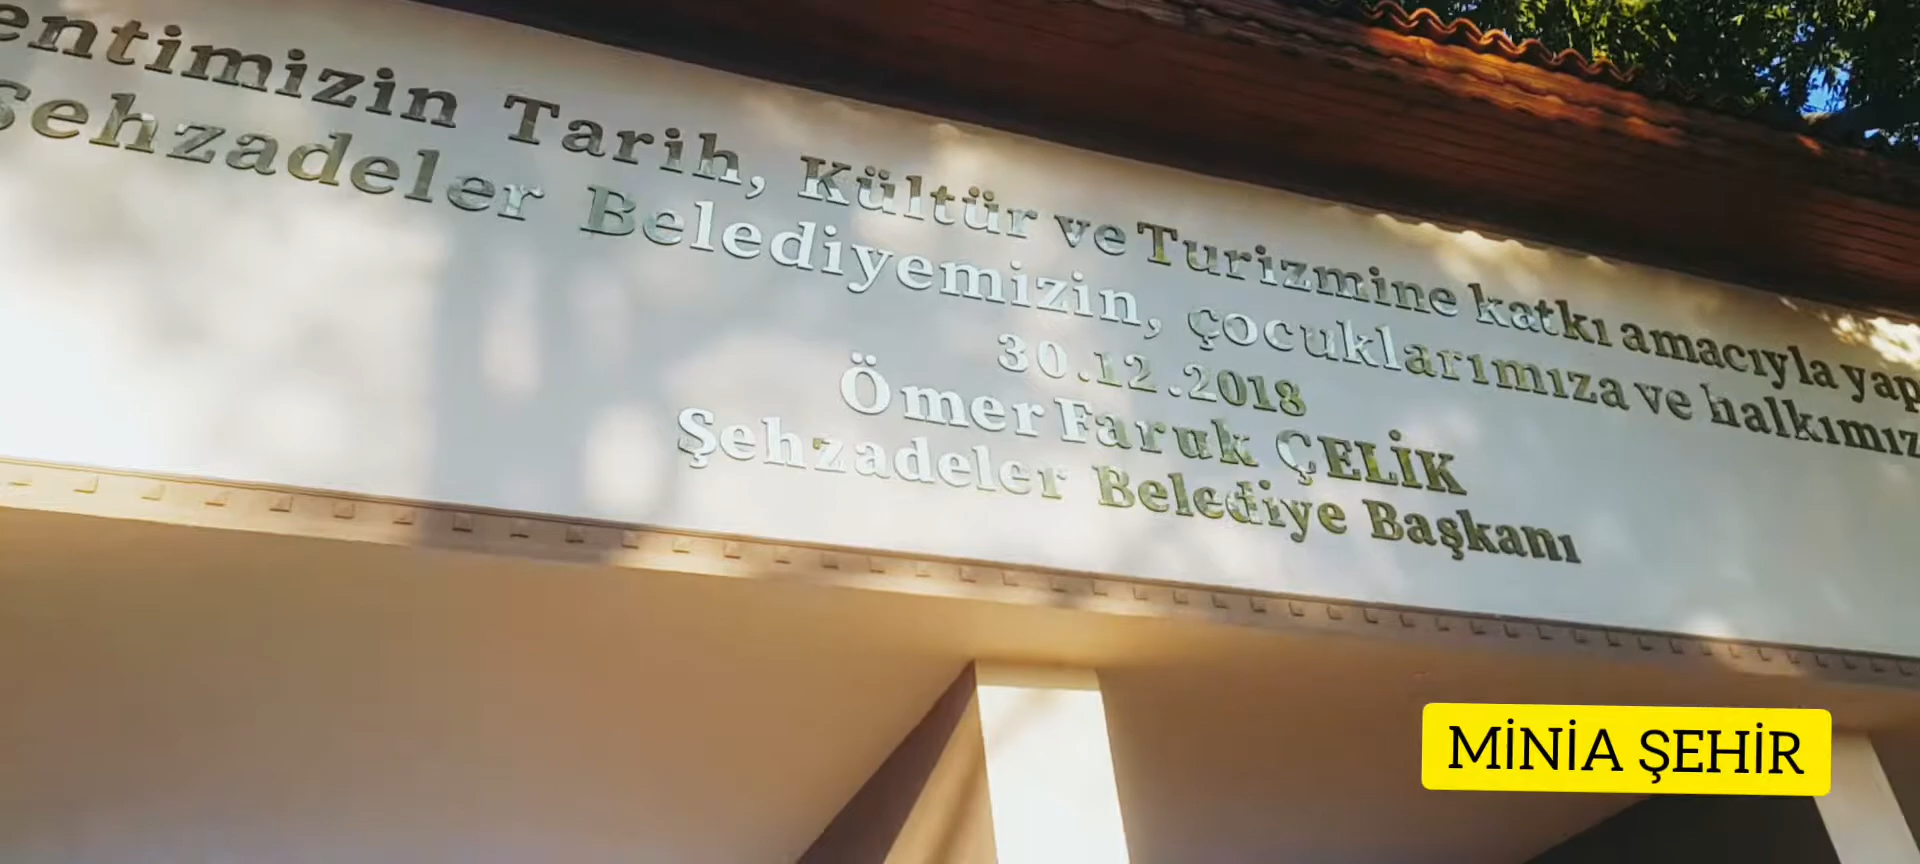 entimizin Tarih, Kültür ve Turizmine katkı amacıyla yap
Şehzadeler Belediyemizin, çocuklarımıza ve halkımız
30.12.2018
Ömer Faruk ÇELİK
Şehzadeler Belediye Başkanı
MİNİA ŞEHİR